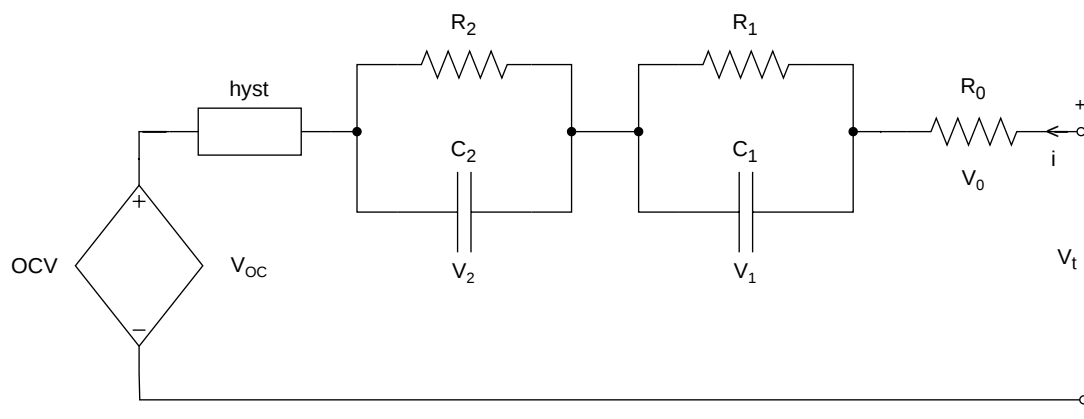 R2
R1
hyst
R0
+
C2
C1
i
V0
+
OCV
VOC
V2
V1
Vt
−